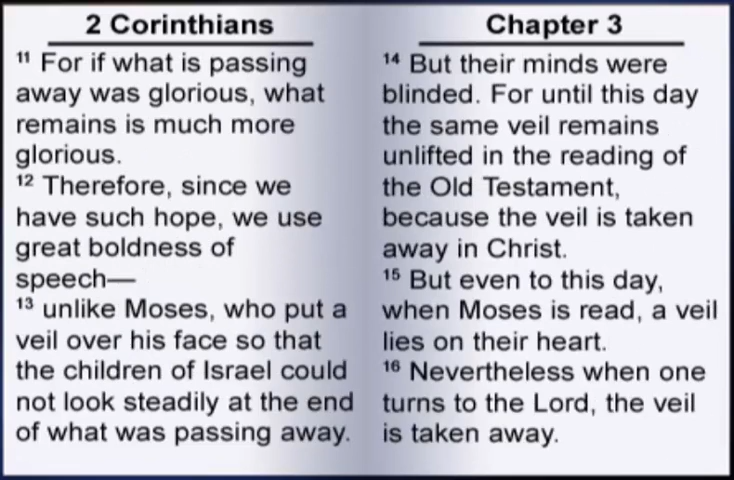 2 Corinthians
¹¹ For if what is passing
away was glorious, what
remains is much more
glorious.
¹² Therefore, since we
have such hope, we use
great boldness of
speech—
¹³ unlike Moses, who put a
veil over his face so that
the children of Israel could
not look steadily at the end
of what was passing away.
Chapter 3
¹⁴ But their minds were
blinded. For until this day
the same veil remains
unlifted in the reading of
the Old Testament,
because the veil is taken
away in Christ.
¹⁵ But even to this day,
when Moses is read, a veil
lies on their heart.
¹⁶ Nevertheless when one
turns to the Lord, the veil
is taken away.